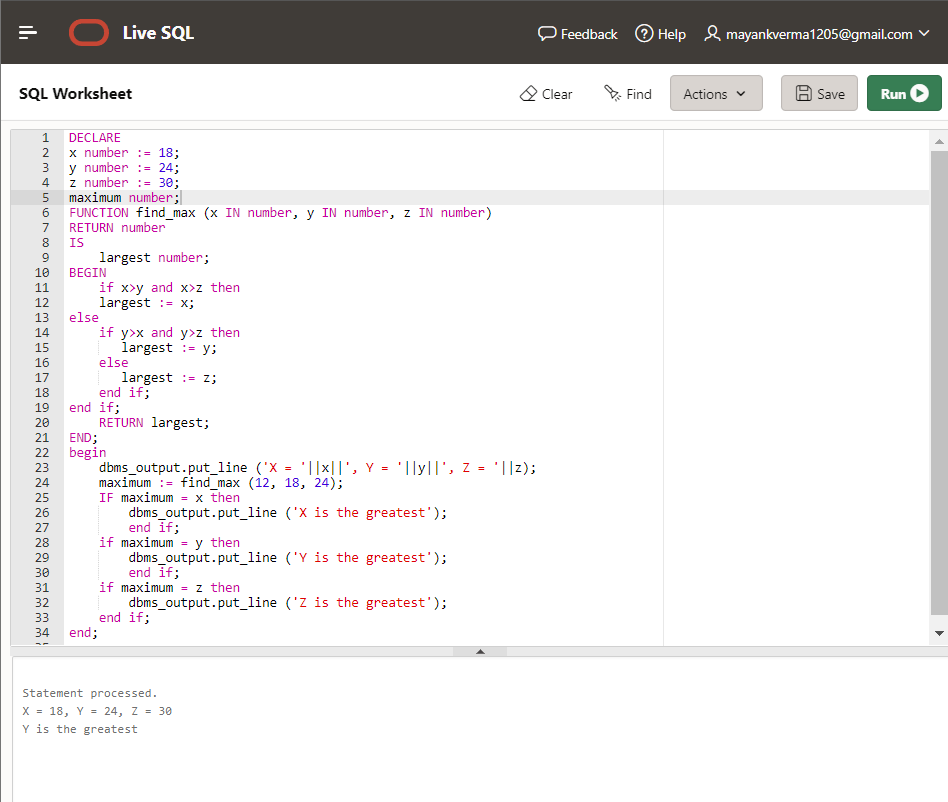 Live SQL
Feedback
Help
mayankverma1205@gmail.com
SQL Worksheet
Clear
Find
Actions
Save
Run
1 DECLARE
2 x number := 18;
3 y number := 24;
4 z number := 30;
5 maximum number;
6 FUNCTION find_max (x IN number, y IN number, z IN number)
7 RETURN number
8 IS
9     largest number;
10 BEGIN
11     if x>y and x>z then
12     largest := x;
13 else
14     if y>x and y>z then
15        largest := y;
16     else
17        largest := z;
18     end if;
19 end if;
20     RETURN largest;
21 END;
22 begin
23     dbms_output.put_line ('X = '||x||', Y = '||y||', Z = '||z);
24     maximum := find_max (12, 18, 24);
25     IF maximum = x then
26         dbms_output.put_line ('X is the greatest');
27         end if;
28     if maximum = y then
29         dbms_output.put_line ('Y is the greatest');
30         end if;
31     if maximum = z then
32         dbms_output.put_line ('Z is the greatest');
33     end if;
34 end;
Statement processed.
X = 18, Y = 24, Z = 30
Y is the greatest